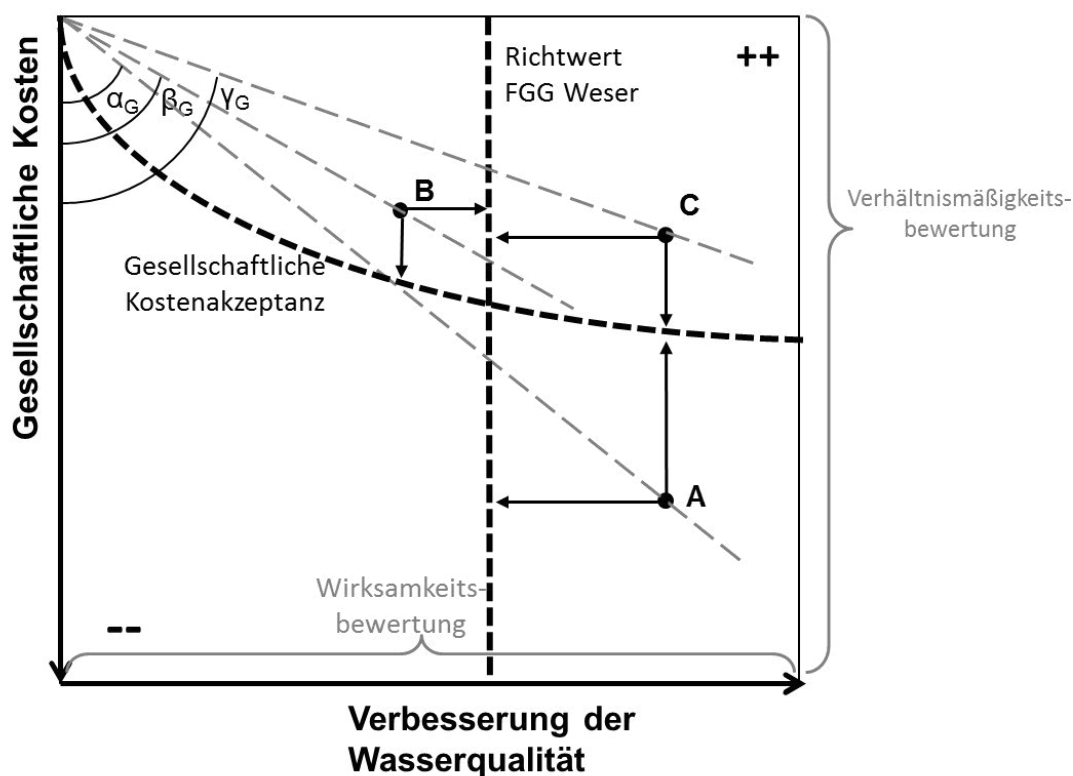 Gesellschaftliche Kosten
αG
βG
γG
Richtwert
FGG Weser
++
B
C
Verhältnismäßigkeits-
bewertung
Gesellschaftliche
Kostenakzeptanz
A
Wirksamkeits-
bewertung
--
Verbesserung der
Wasserqualität